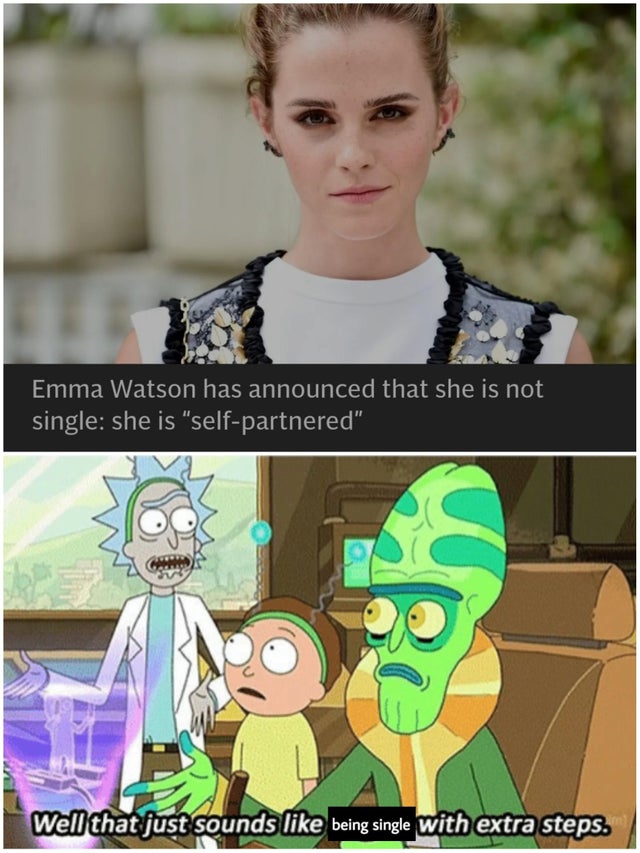 Emma Watson has announced that she is not
single: she is "self-partnered"
Well that just sounds like being single with extra steps.